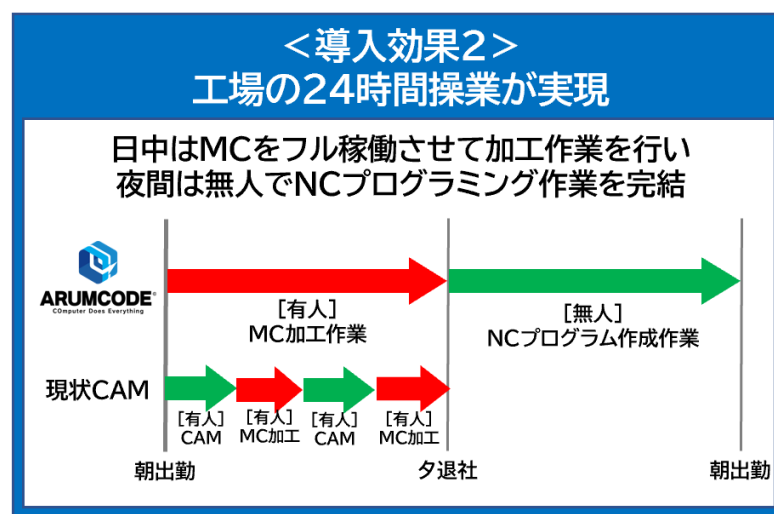 ＜導入効果2＞
工場の24時間操業が実現
日中はMCをフル稼働させて加工作業を行い
夜間は無人でNCプログラミング作業を完結
ARUMCODE®
COmputer Does Everything
［有人］
MC加工作業
［無人］
NCプログラム作成作業
現状CAM
［有人］
CAM
［有人］
MC加工
［有人］
CAM
［有人］
MC加工
朝出勤
夕退社
朝出勤